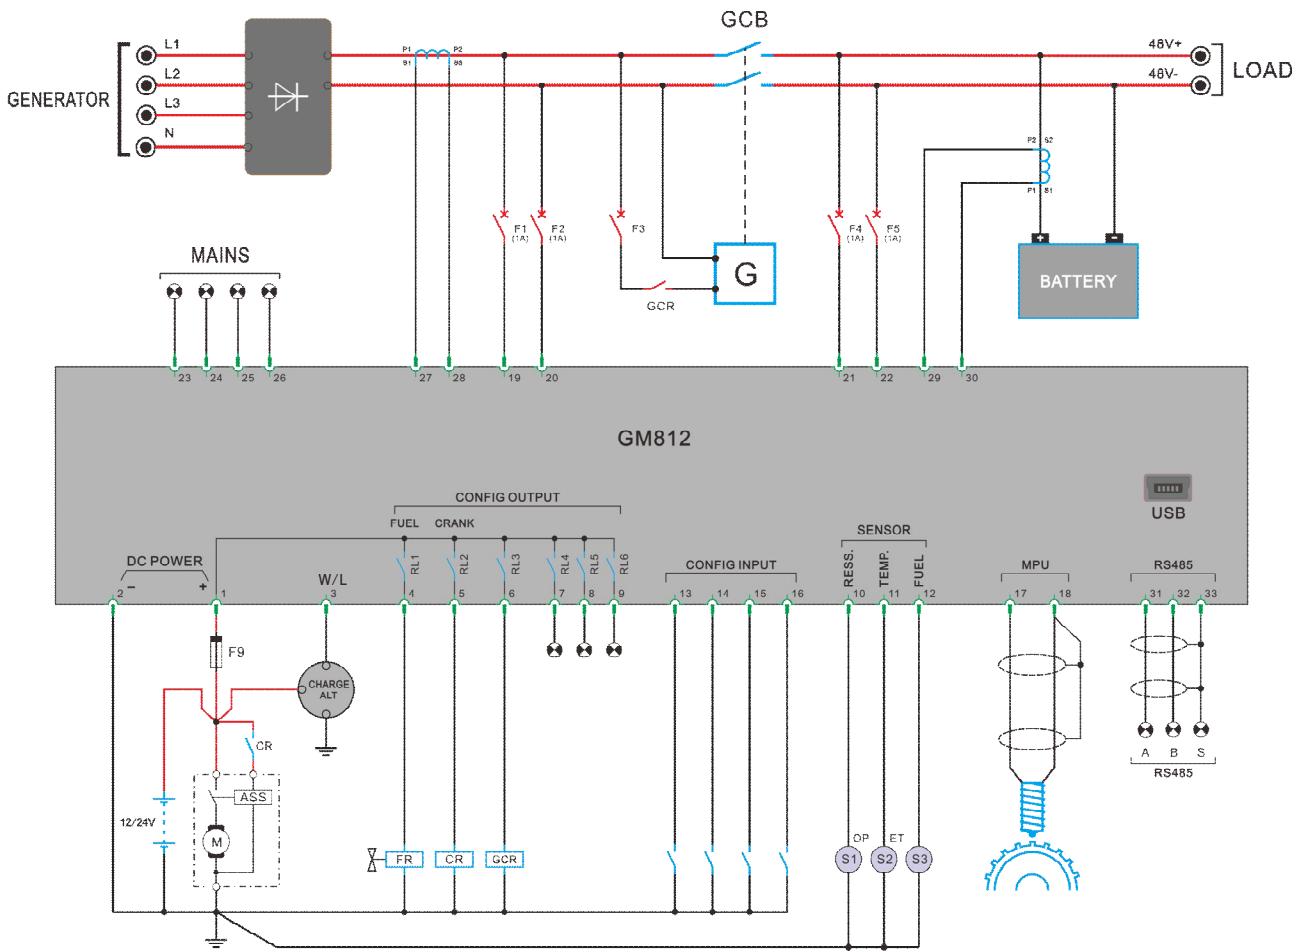 GCB
L1
48V+
L2
48V-
LOAD
GENERATOR
L3
N
P1 P2
S1 S2
P2 S2
P1 S1
F1 (1A)
F2 (1A)
F3
F4 (1A)
F5 (1A)
MAINS
G
GCR
BATTERY
+ -
23 24 25 26 27 28 19 20 21 22 29 30
GM812
USB
CONFIG OUTPUT
FUEL CRANK
RL1 RL2 RL3 RL4 RL5 RL6
DC POWER
- +
W/L
CONFIG INPUT
SENSOR
RESS. TEMP. FUEL
MPU
RS485
2 1 3 4 5 6 7 8 9 13 14 15 16 10 11 12 17 18 31 32 33
F9
CHARGE
ALT
CR
ASS
12/24V
M
FR CR GCR
OP ET
S1 S2 S3
A B S
RS485